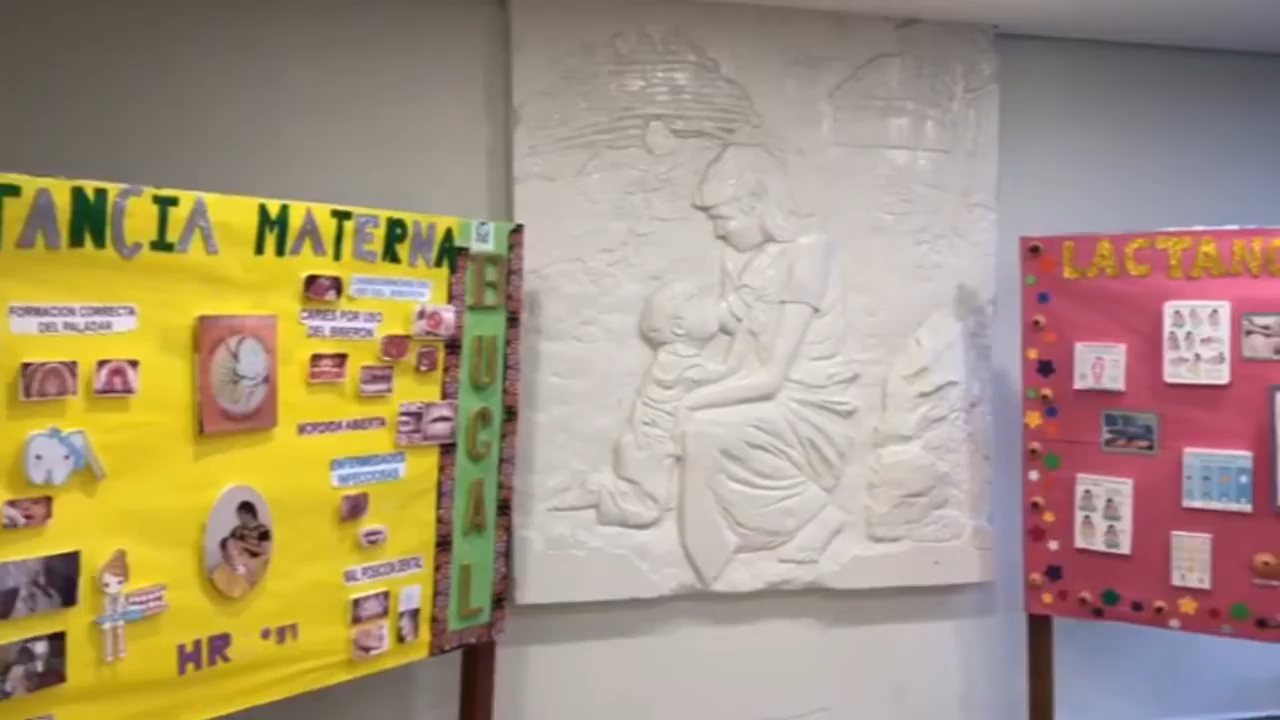 TANCIA MATERNA
FORMACION CORRECTA
DEL PALADAR
CARIES POR USO
DEL BIBERON
MORDIDA ABIERTA
ENFERMEDADES
INFECCIOSAS
MAL POSICION DENTAL
HR
BUCAL
LACTAN